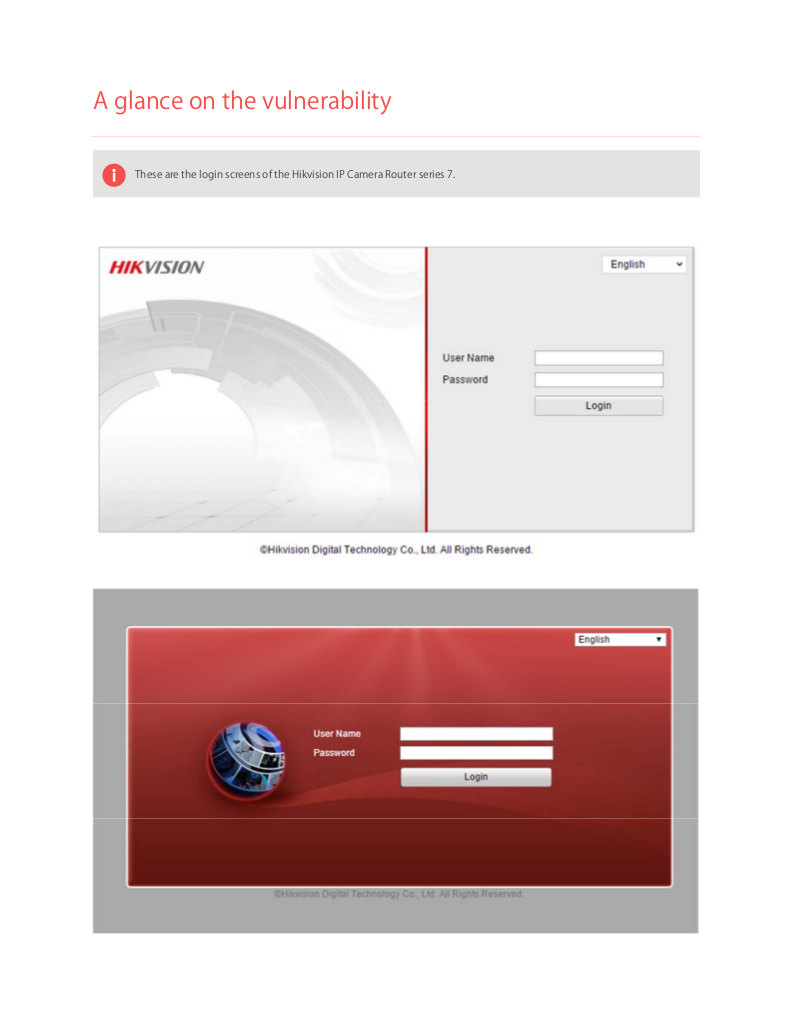 A glance on the vulnerability
These are the login screens of the Hikvision IP Camera Router series 7.
HIKVISION
English
User Name
Password
Login
©Hikvision Digital Technology Co., Ltd. All Rights Reserved.
English
User Name
Password
Login
©Hikvision Digital Technology Co., Ltd. All Rights Reserved.